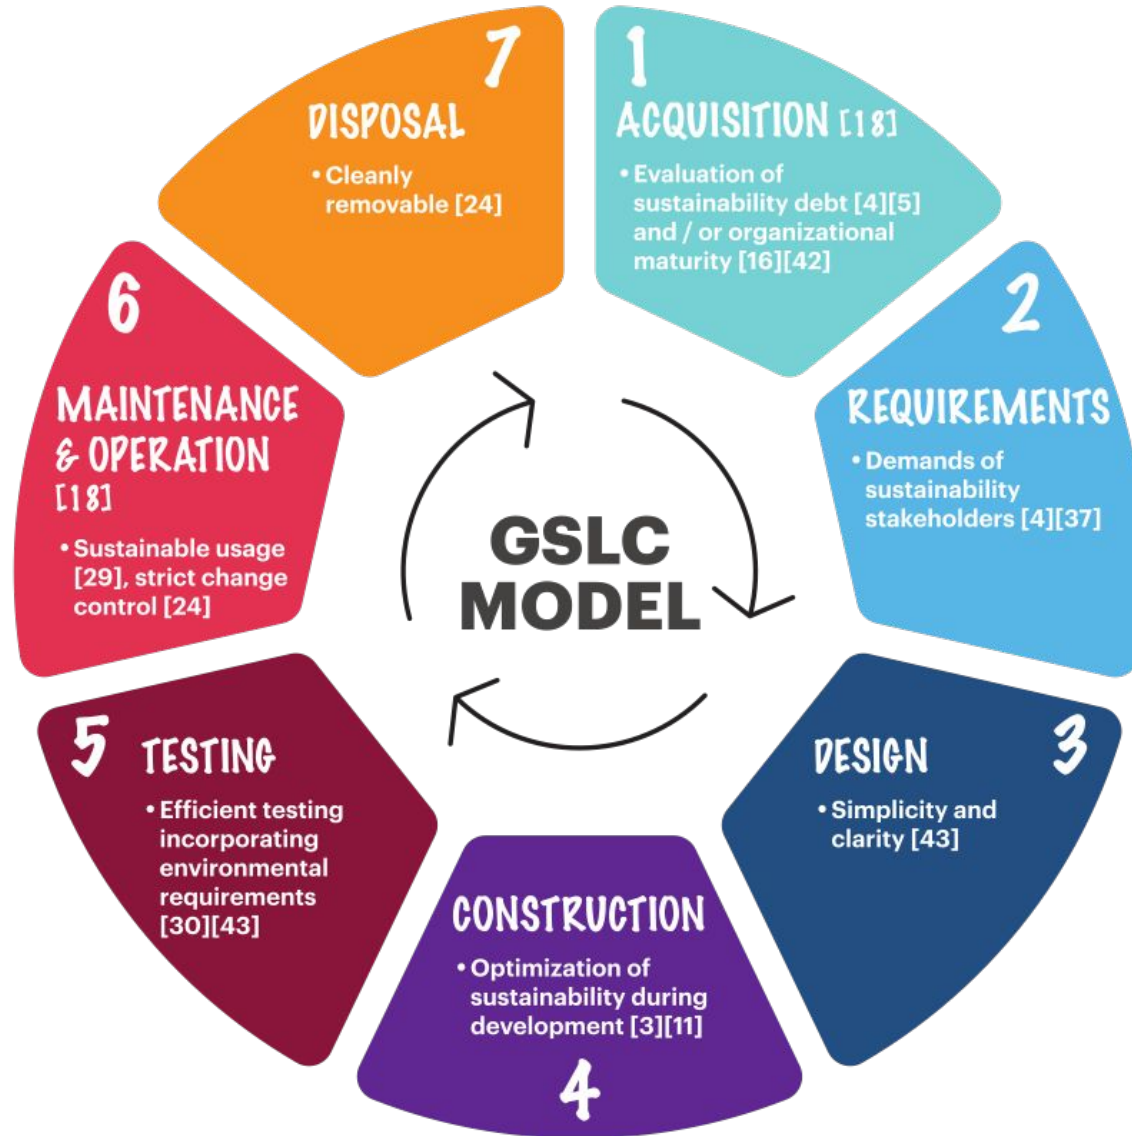 1
ACQUISITION [18]
• Evaluation of
sustainability debt [4][5]
and / or organizational
maturity [16][42]
2
REQUIREMENTS
• Demands of
sustainability
stakeholders [4][37]
3
DESIGN
• Simplicity and
clarity [43]
CONSTRUCTION
• Optimization of
sustainability during
development [3][11]
4
5
TESTING
• Efficient testing
incorporating
environmental
requirements
[30][43]
6
MAINTENANCE
& OPERATION
[18]
• Sustainable usage
[29], strict change
control [24]
7
DISPOSAL
• Cleanly
removable [24]
GSLC
MODEL